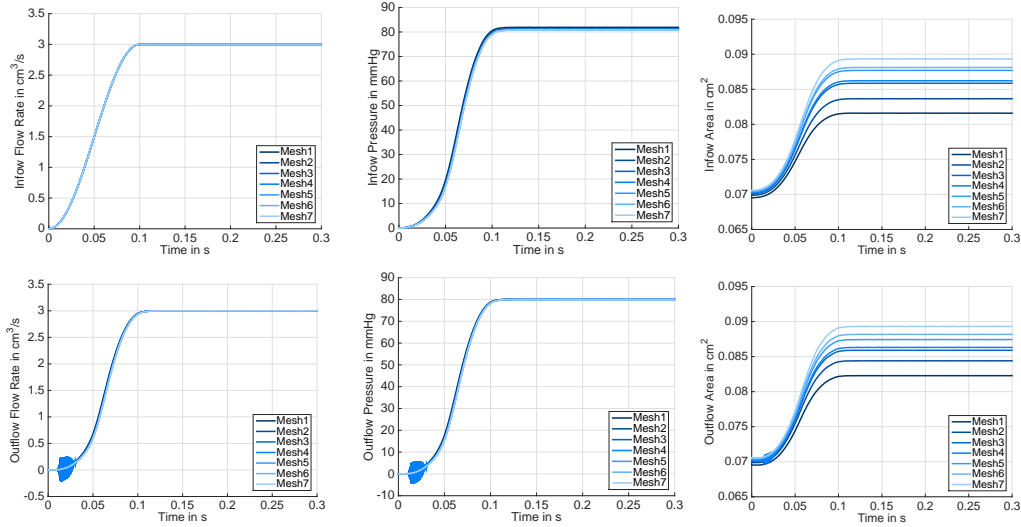 3.5
3
2.5
2
1.5
1
0.5
0
Inflow Flow Rate in cm³/s
0 0.05 0.1 0.15 0.2 0.25 0.3
Time in s
Mesh1
Mesh2
Mesh3
Mesh4
Mesh5
Mesh6
Mesh7
90
80
70
60
50
40
30
20
10
0
Infow Pressure in mmHg
0 0.05 0.1 0.15 0.2 0.25 0.3
Time in s
Mesh1
Mesh2
Mesh3
Mesh4
Mesh5
Mesh6
Mesh7
0.095
0.09
0.085
0.08
0.075
0.07
0.065
Infow Area in cm²
0 0.05 0.1 0.15 0.2 0.25 0.3
Time in s
Mesh1
Mesh2
Mesh3
Mesh4
Mesh5
Mesh6
Mesh7
3.5
3
2.5
2
1.5
1
0.5
0
-0.5
Outflow Flow Rate in cm³/s
0 0.05 0.1 0.15 0.2 0.25 0.3
Time in s
Mesh1
Mesh2
Mesh3
Mesh4
Mesh5
Mesh6
Mesh7
90
80
70
60
50
40
30
20
10
0
-10
Outflow Pressure in mmHg
0 0.05 0.1 0.15 0.2 0.25 0.3
Time in s
Mesh1
Mesh2
Mesh3
Mesh4
Mesh5
Mesh6
Mesh7
0.095
0.09
0.085
0.08
0.075
0.07
0.065
Outflow Area in cm²
0 0.05 0.1 0.15 0.2 0.25 0.3
Time in s
Mesh1
Mesh2
Mesh3
Mesh4
Mesh5
Mesh6
Mesh7